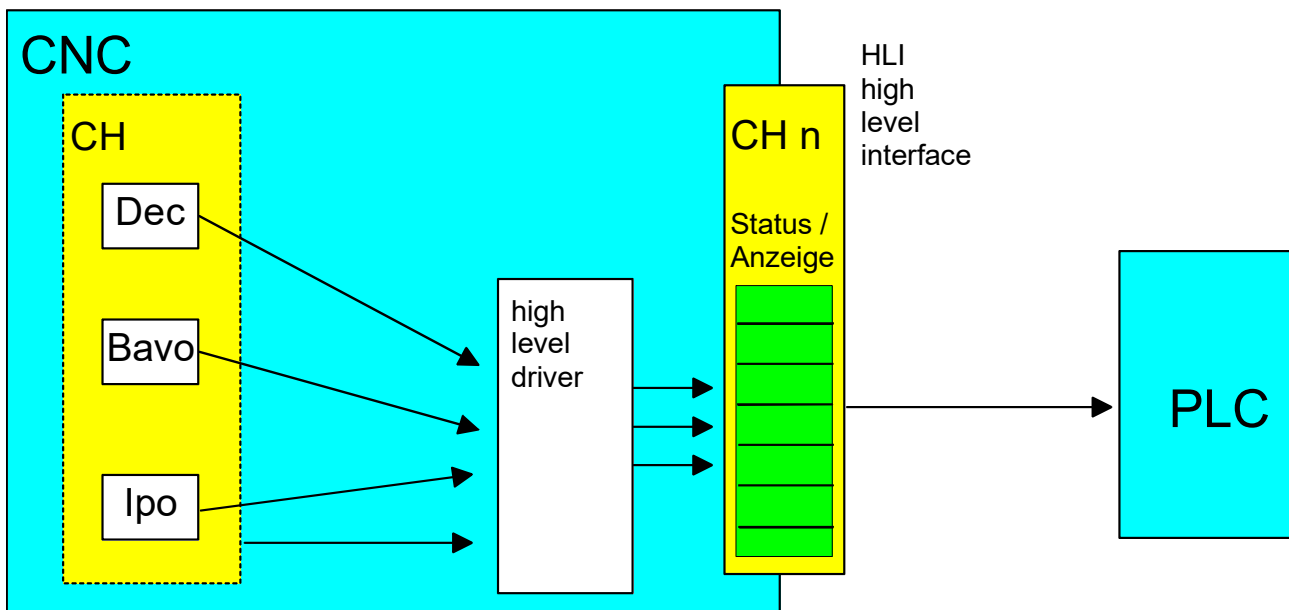 CNC
CH
Dec
Bavo
Ipo
high
level
driver
CH n
Status /
Anzeige
HLI
high
level
interface
PLC